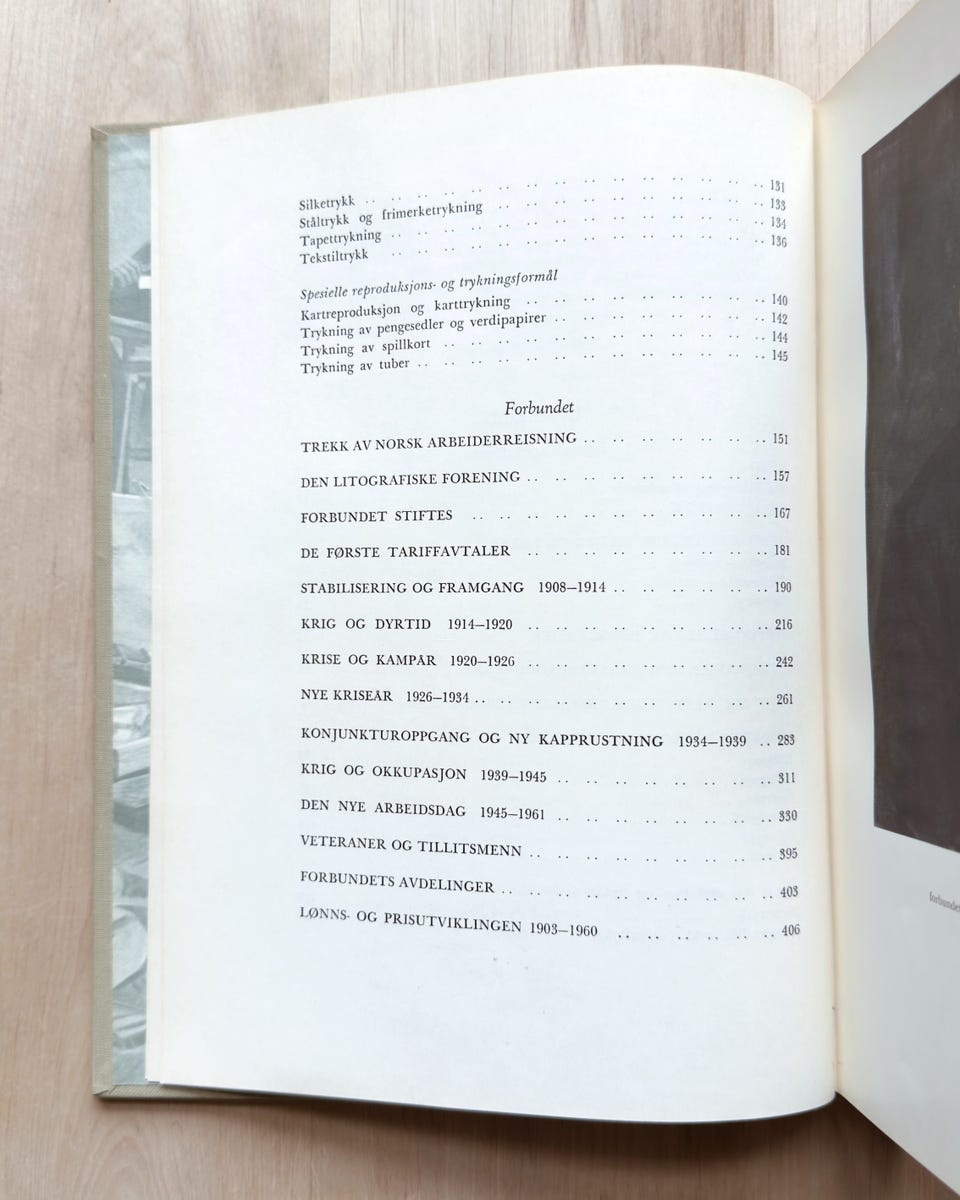 Silketrykk .. .. .. .. .. .. .. .. .. .. .. .. .. .. 131
Ståltrykk og frimerketrykning .. .. .. .. .. .. .. .. .. .. 133
Tapettrykning .. .. .. .. .. .. .. .. .. .. .. .. .. 134
Tekstiltrykk .. .. .. .. .. .. .. .. .. .. .. .. .. 136
Spesielle reproduksjons- og trykningsformål
Kartreproduksjon og karttrykning .. .. .. .. .. .. .. .. .. 140
Trykning av pengesedler og verdipapirer .. .. .. .. .. .. .. .. 142
Trykning av spillkort .. .. .. .. .. .. .. .. .. .. .. .. 144
Trykning av tuber .. .. .. .. .. .. .. .. .. .. .. .. .. 145
Forbundet
TREKK AV NORSK ARBEIDERREISNING .. .. .. .. .. .. .. 151
DEN LITOGRAFISKE FORENING .. .. .. .. .. .. .. .. .. 157
FORBUNDET STIFTES .. .. .. .. .. .. .. .. .. .. .. 167
DE FØRSTE TARIFFAVTALER .. .. .. .. .. .. .. .. .. 181
STABILISERING OG FRAMGANG 1908—1914 .. .. .. .. .. .. 190
KRIG OG DYRTID 1914—1920 .. .. .. .. .. .. .. .. .. 216
KRISE OG KAMPÅR 1920—1926 .. .. .. .. .. .. .. .. .. 242
NYE KRISEÅR 1926—1934 .. .. .. .. .. .. .. .. .. .. .. 261
KONJUNKTUROPPGANG OG NY KAPPRUSTNING 1934—1939 .. 283
KRIG OG OKKUPASJON 1939—1945 .. .. .. .. .. .. .. .. 311
DEN NYE ARBEIDSDAG 1945—1961 .. .. .. .. .. .. .. .. 330
VETERANER OG TILLITSMENN .. .. .. .. .. .. .. .. .. 395
FORBUNDETS AVDELINGER .. .. .. .. .. .. .. .. .. .. 403
LØNNS- OG PRISUTVIKLINGEN 1903—1960 .. .. .. .. .. .. 406